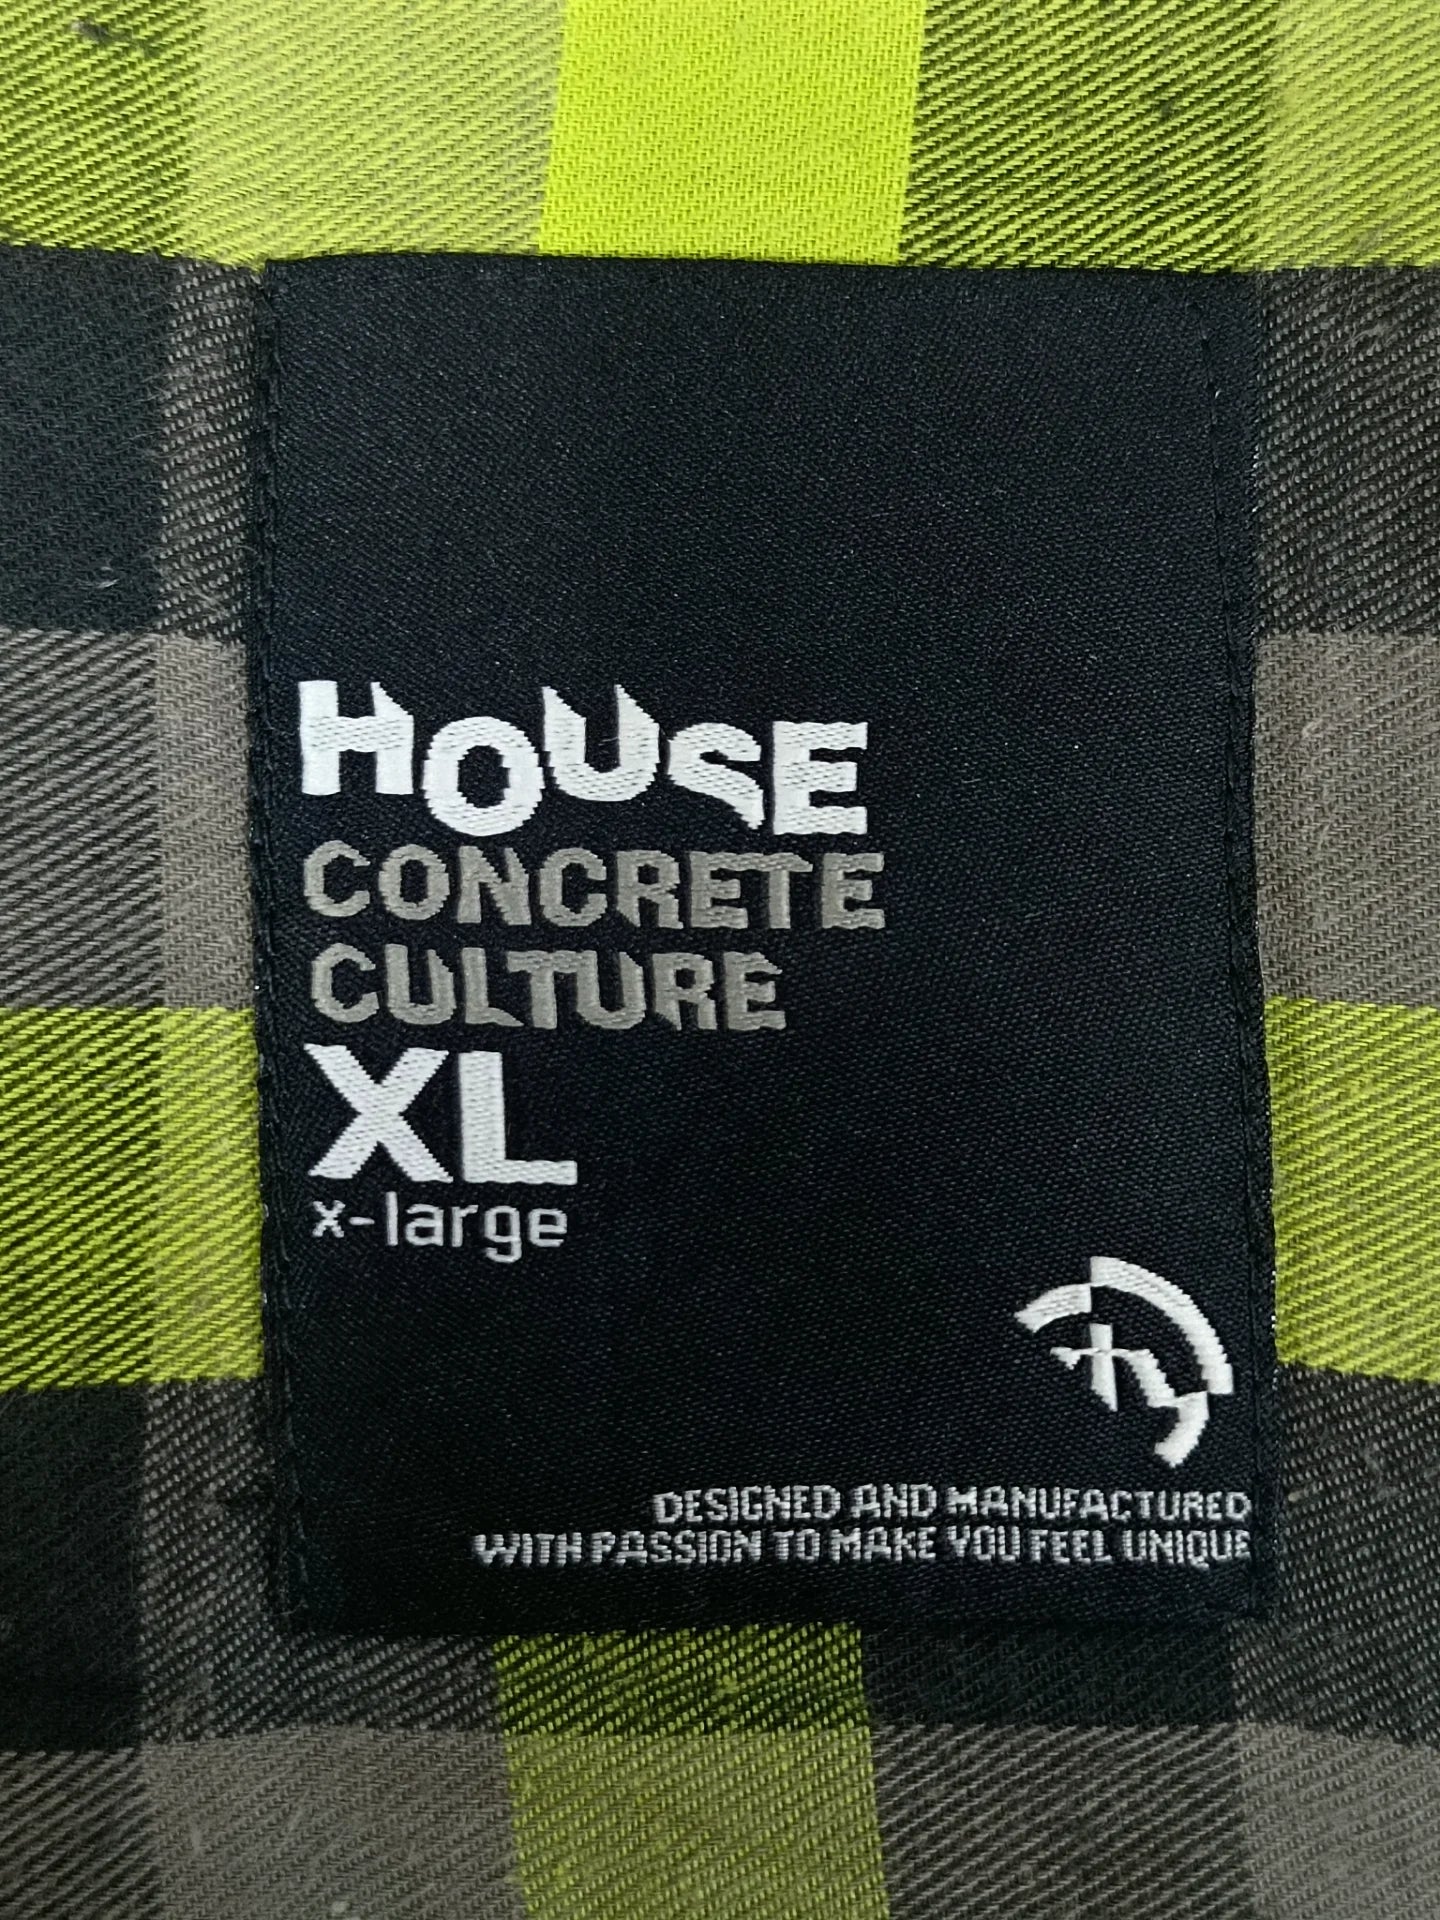 HOUSE
CONCRETE
CULTURE
XL
x-large
DESIGNED AND MANUFACTURED
WITH PASSION TO MAKE YOU FEEL UNIQUE